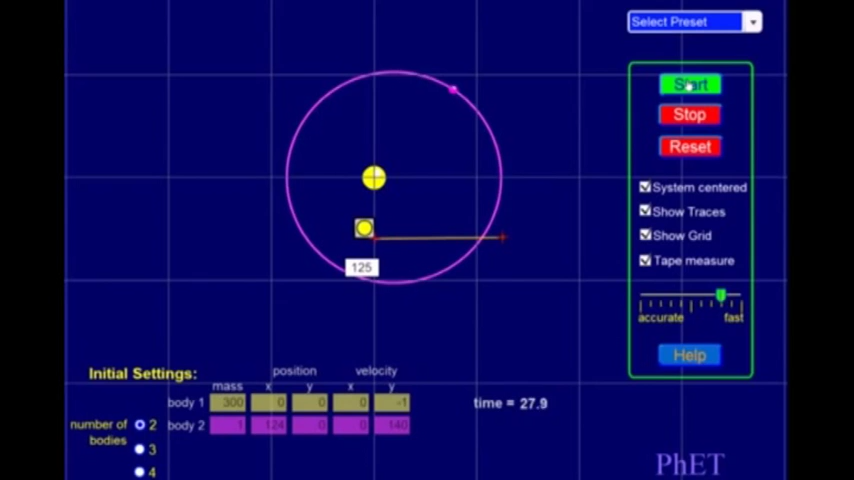 Select Preset
Start
Stop
Reset
System centered
Show Traces
Show Grid
Tape measure
accurate fast
Help
125
Initial Settings:
position velocity
mass x y x y
body 1 300 0 0 0 -1
body 2 1 124 0 0 140
number of bodies
2
3
4
time = 27.9
PhET